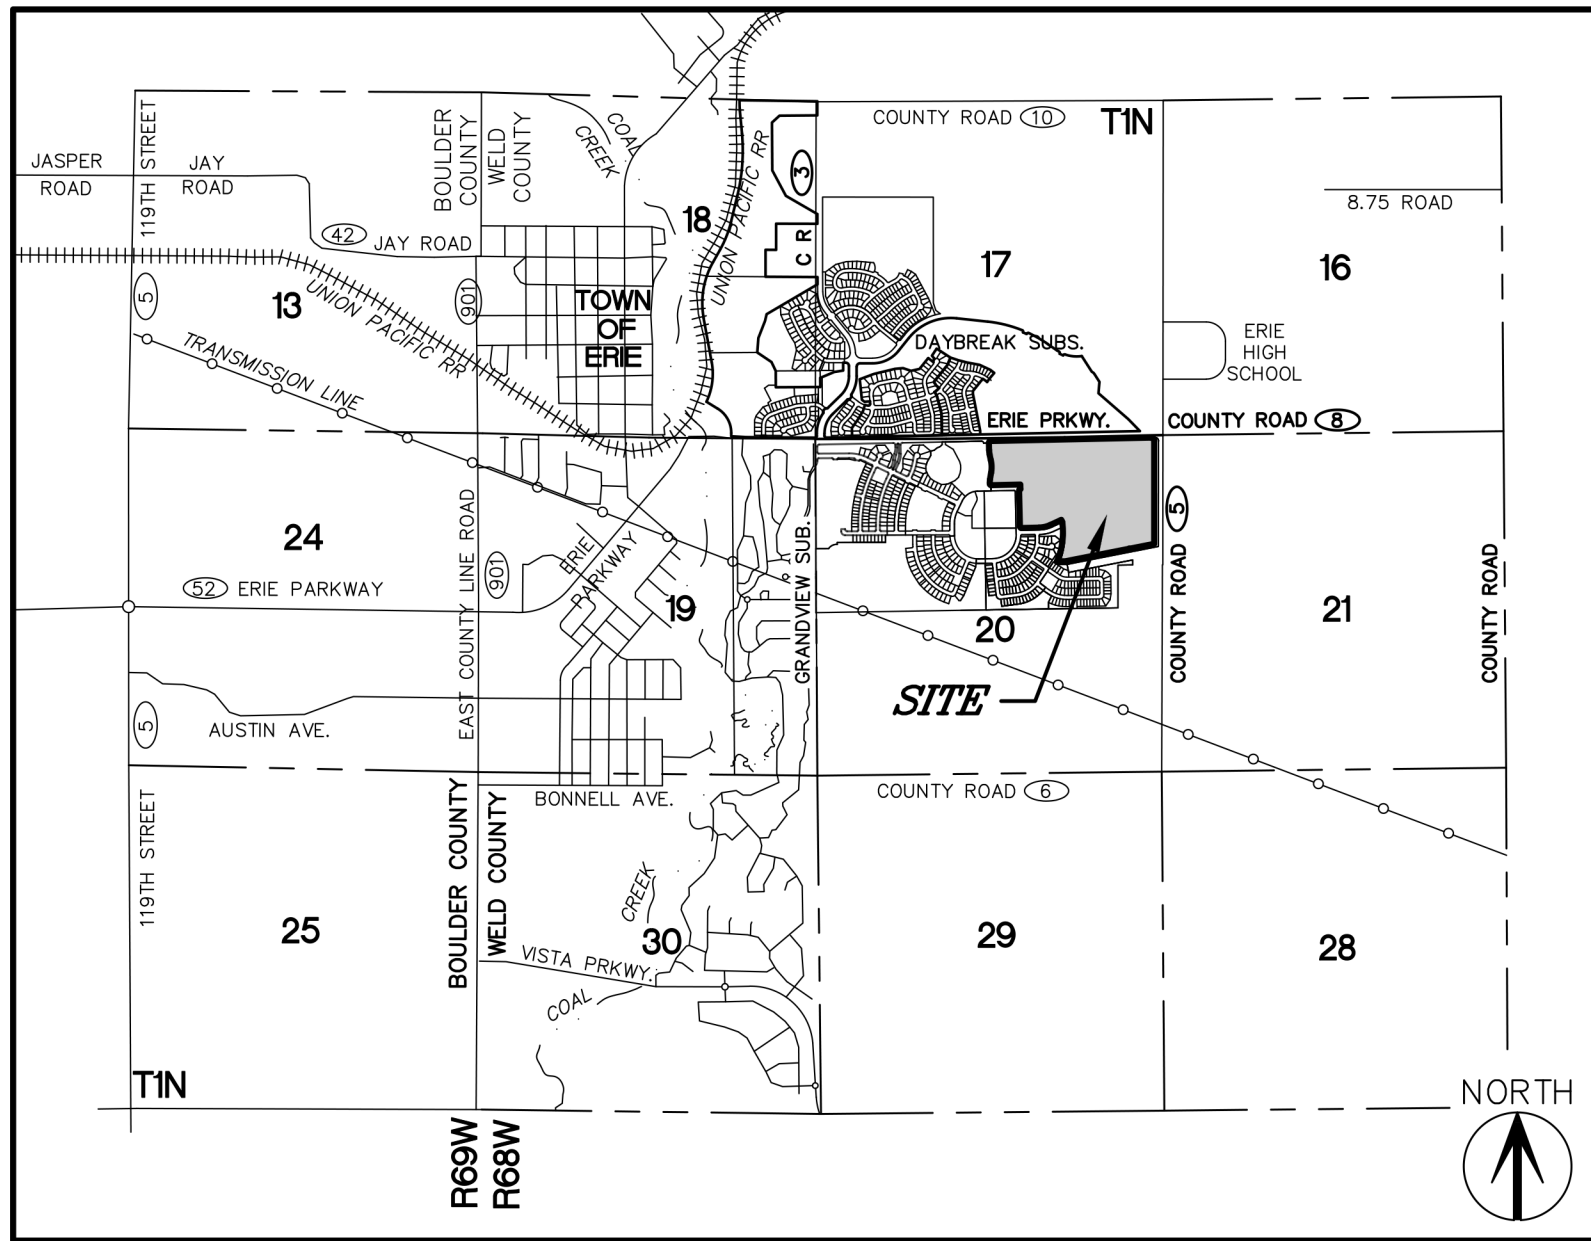 COUNTY ROAD 10
T1N
119TH STREET
BOULDER
COUNTY
WELD
COUNTY
COAL
CREEK
UNION PACIFIC RR
3
C R
JASPER
ROAD
JAY
ROAD
8.75 ROAD
18
42 JAY ROAD
17
16
5
13
901
TOWN
OF
ERIE
UNION PACIFIC RR
TRANSMISSION LINE
DAYBREAK SUBS.
ERIE
HIGH
SCHOOL
ERIE PRKWY.
COUNTY ROAD 8
24
EAST COUNTY LINE ROAD
901
ERIE
PARKWAY
GRANDVIEW SUB.
5
COUNTY ROAD
COUNTY ROAD
52 ERIE PARKWAY
19
20
21
SITE
5
AUSTIN AVE.
BONNELL AVE.
COUNTY ROAD 6
119TH STREET
BOULDER COUNTY
WELD COUNTY
CREEK
25
30
29
28
VISTA PRKWY.
COAL
T1N
NORTH
R69W
R68W